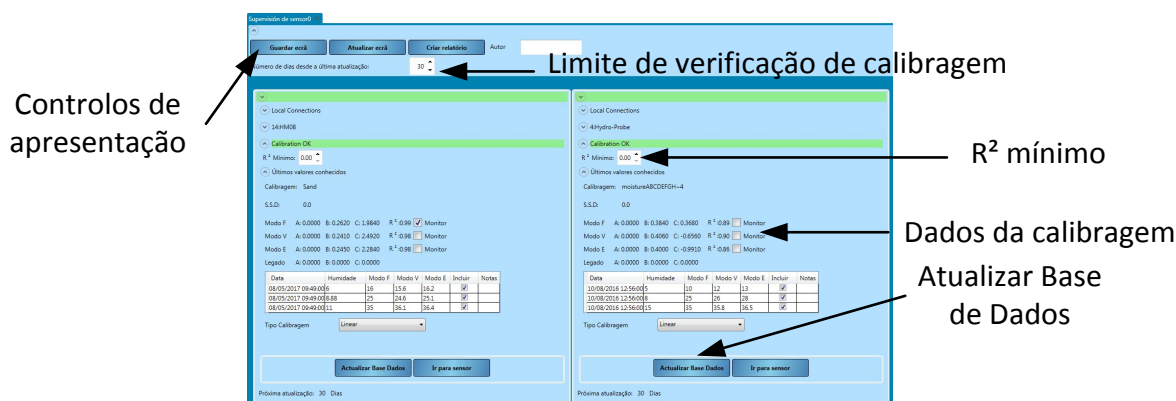 Supervisión de sensor0
Guardar ecrã
Atualizar ecrã
Criar relatório
Autor
Número de dias desde a última atualização:
30
Limite de verificação de calibragem
Controlos de
apresentação
Local Connections
14:HM08
Calibration OK
R² Mínimo: 0.00
Últimos valores conhecidos
Calibragem: Sand
S.S.D: 0.0
Modo F A: 0.0000 B: 0.2620 C: 1.9840 R² :0.99 Monitor
Modo V A: 0.0000 B: 0.2410 C: 2.4920 R² :0.98 Monitor
Modo E A: 0.0000 B: 0.2450 C: 2.2840 R² :0.98 Monitor
Legado A: 0.0000 B: 0.0000 C: 0.0000
Data Humidade Modo F Modo V Modo E Incluir Notas
08/05/2017 09:49:00 6 16 15.6 16.2
08/05/2017 09:49:00 8.88 25 24.6 25.1
08/05/2017 09:49:00 11 35 36.1 36.4
Tipo Calibragem Linear
Actualizar Base Dados
Ir para sensor
Próxima atualização: 30 Dias
Local Connections
4:Hydro-Probe
Calibration OK
R² Mínimo: 0.00
Últimos valores conhecidos
Calibragem: moistureABCDEFGH~4
S.S.D: 0.0
Modo F A: 0.0000 B: 0.3840 C: 0.3680 R² :0.89 Monitor
Modo V A: 0.0000 B: 0.4060 C: -0.6560 R² :0.90 Monitor
Modo E A: 0.0000 B: 0.4000 C: -0.9910 R² :0.86 Monitor
Legado A: 0.0000 B: 0.0000 C: 0.0000
Data Humidade Modo F Modo V Modo E Incluir Notas
10/08/2016 12:56:00 5 10 12 13
10/08/2016 12:56:00 8 25 26 28
10/08/2016 12:56:00 15 35 35.8 36.5
Tipo Calibragem Linear
Actualizar Base Dados
Ir para sensor
Próxima atualização: 30 Dias
R² mínimo
Dados da calibragem
Atualizar Base
de Dados